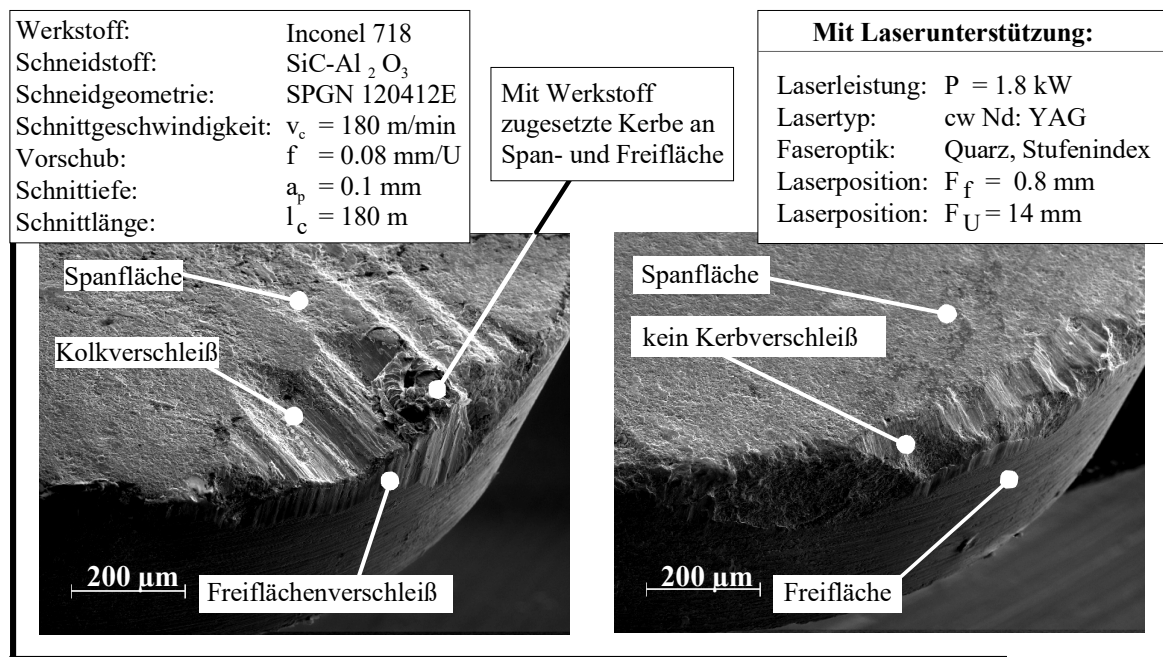 Werkstoff: Inconel 718
Schneidstoff: SiC-Al ₂ O₃
Schneidgeometrie: SPGN 120412E
Schnittgeschwindigkeit: v_c = 180 m/min
Vorschub: f = 0.08 mm/U
Schnittiefe: a_p = 0.1 mm
Schnittlänge: l_c = 180 m
Mit Werkstoff
zugesetzte Kerbe an
Span- und Freifläche
Mit Laserunterstützung:
Laserleistung: P = 1.8 kW
Lasertyp: cw Nd: YAG
Faseroptik: Quarz, Stufenindex
Laserposition: F_f = 0.8 mm
Laserposition: F_U = 14 mm
Spanfläche
Kolkverschleiß
200 µm
Freiflächenverschleiß
Spanfläche
kein Kerbverschleiß
200 µm
Freifläche